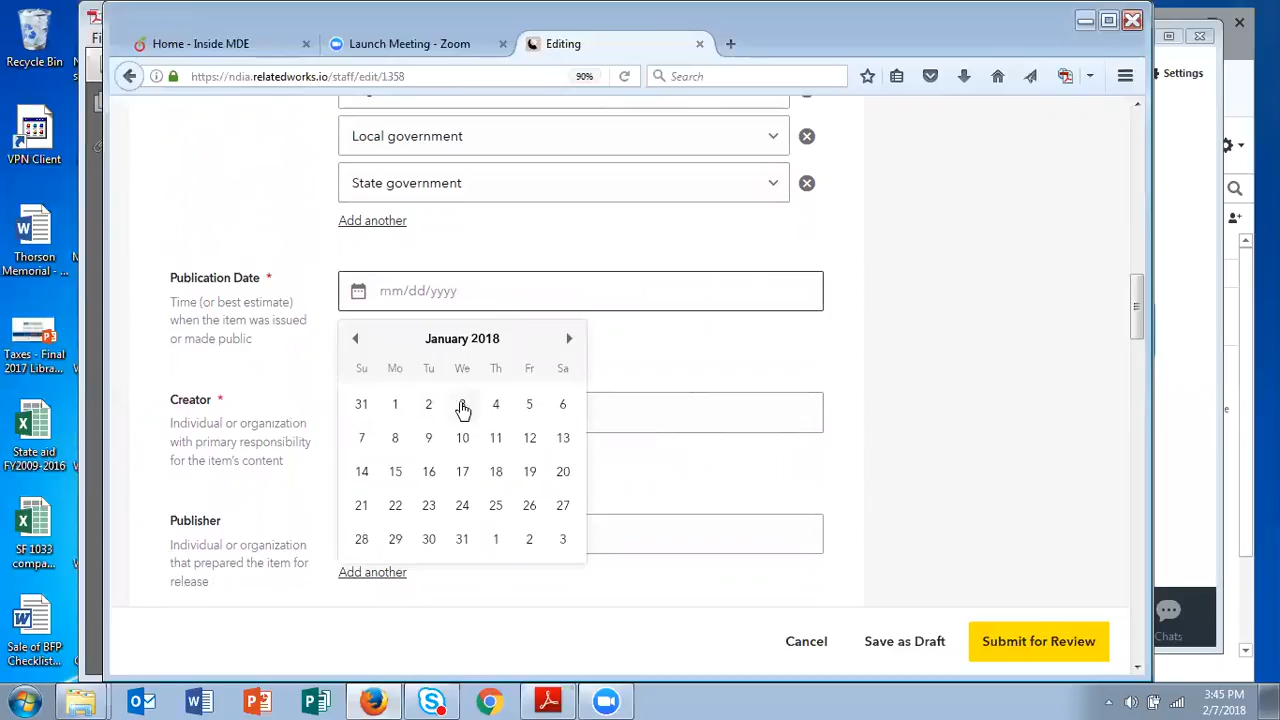 Home - Inside MDE
Launch Meeting - Zoom
Editing
https://ndia.relatedworks.io/staff/edit/1358
90%
Search
Settings
Recycle Bin
VPN Client
Thorson
Memorial - ...
Taxes - Final
2017 Library...
State aid
FY2009-2016
SF 1033
compa...
Sale of BFP
Checklist...
Local government
State government
Add another
Publication Date *
Time (or best estimate)
when the item was issued
or made public
mm/dd/yyyy
January 2018
Su Mo Tu We Th Fr Sa
31 1 2 3 4 5 6
7 8 9 10 11 12 13
14 15 16 17 18 19 20
21 22 23 24 25 26 27
28 29 30 31 1 2 3
Creator *
Individual or organization
with primary responsibility
for the item's content
Publisher
Individual or organization
that prepared the item for
release
Add another
Cancel
Save as Draft
Submit for Review
Chats
3:45 PM
2/7/2018